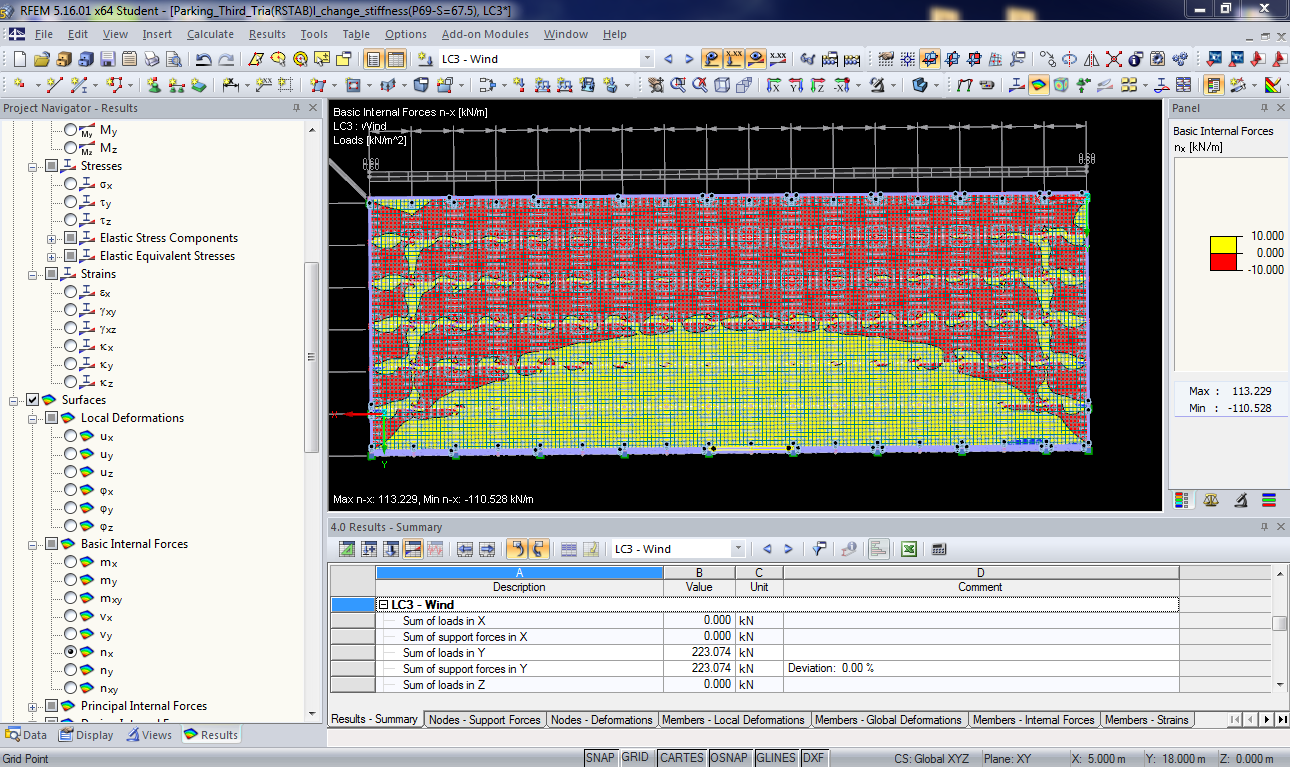 RFEM 5.16.01 x64 Student - [Parking_Third_Tria(RSTAB)I_change_stiffness(P69-S=67.5), LC3*]
File Edit View Insert Calculate Results Tools Table Options Add-on Modules Window Help
LC3 - Wind
Project Navigator - Results
My
Mz
Stresses
σx
τy
τz
Elastic Stress Components
Elastic Equivalent Stresses
Strains
εx
γxy
γxz
κx
κy
κz
Surfaces
Local Deformations
ux
uy
uz
φx
φy
φz
Basic Internal Forces
mx
my
mxy
vx
vy
nx
ny
nxy
Principal Internal Forces
Data Display Views Results
Basic Internal Forces n-x [kN/m]
LC3 : Wind
Loads [kN/m^2]
0.60 0.60
X
Y
Max n-x: 113.229, Min n-x: -110.528 kN/m
Panel
Basic Internal Forces
nx [kN/m]
10.000
0.000
-10.000
Max : 113.229
Min : -110.528
4.0 Results - Summary
LC3 - Wind
A B C D
Description Value Unit Comment
LC3 - Wind
Sum of loads in X 0.000 kN
Sum of support forces in X 0.000 kN
Sum of loads in Y 223.074 kN
Sum of support forces in Y 223.074 kN Deviation: 0.00 %
Sum of loads in Z 0.000 kN
Results - Summary Nodes - Support Forces Nodes - Deformations Members - Local Deformations Members - Global Deformations Members - Internal Forces Members - Strains
Grid Point SNAP GRID CARTES OSNAP GLINES DXF CS: Global XYZ Plane: XY X: 5.000 m Y: 18.000 m Z: 0.000 m